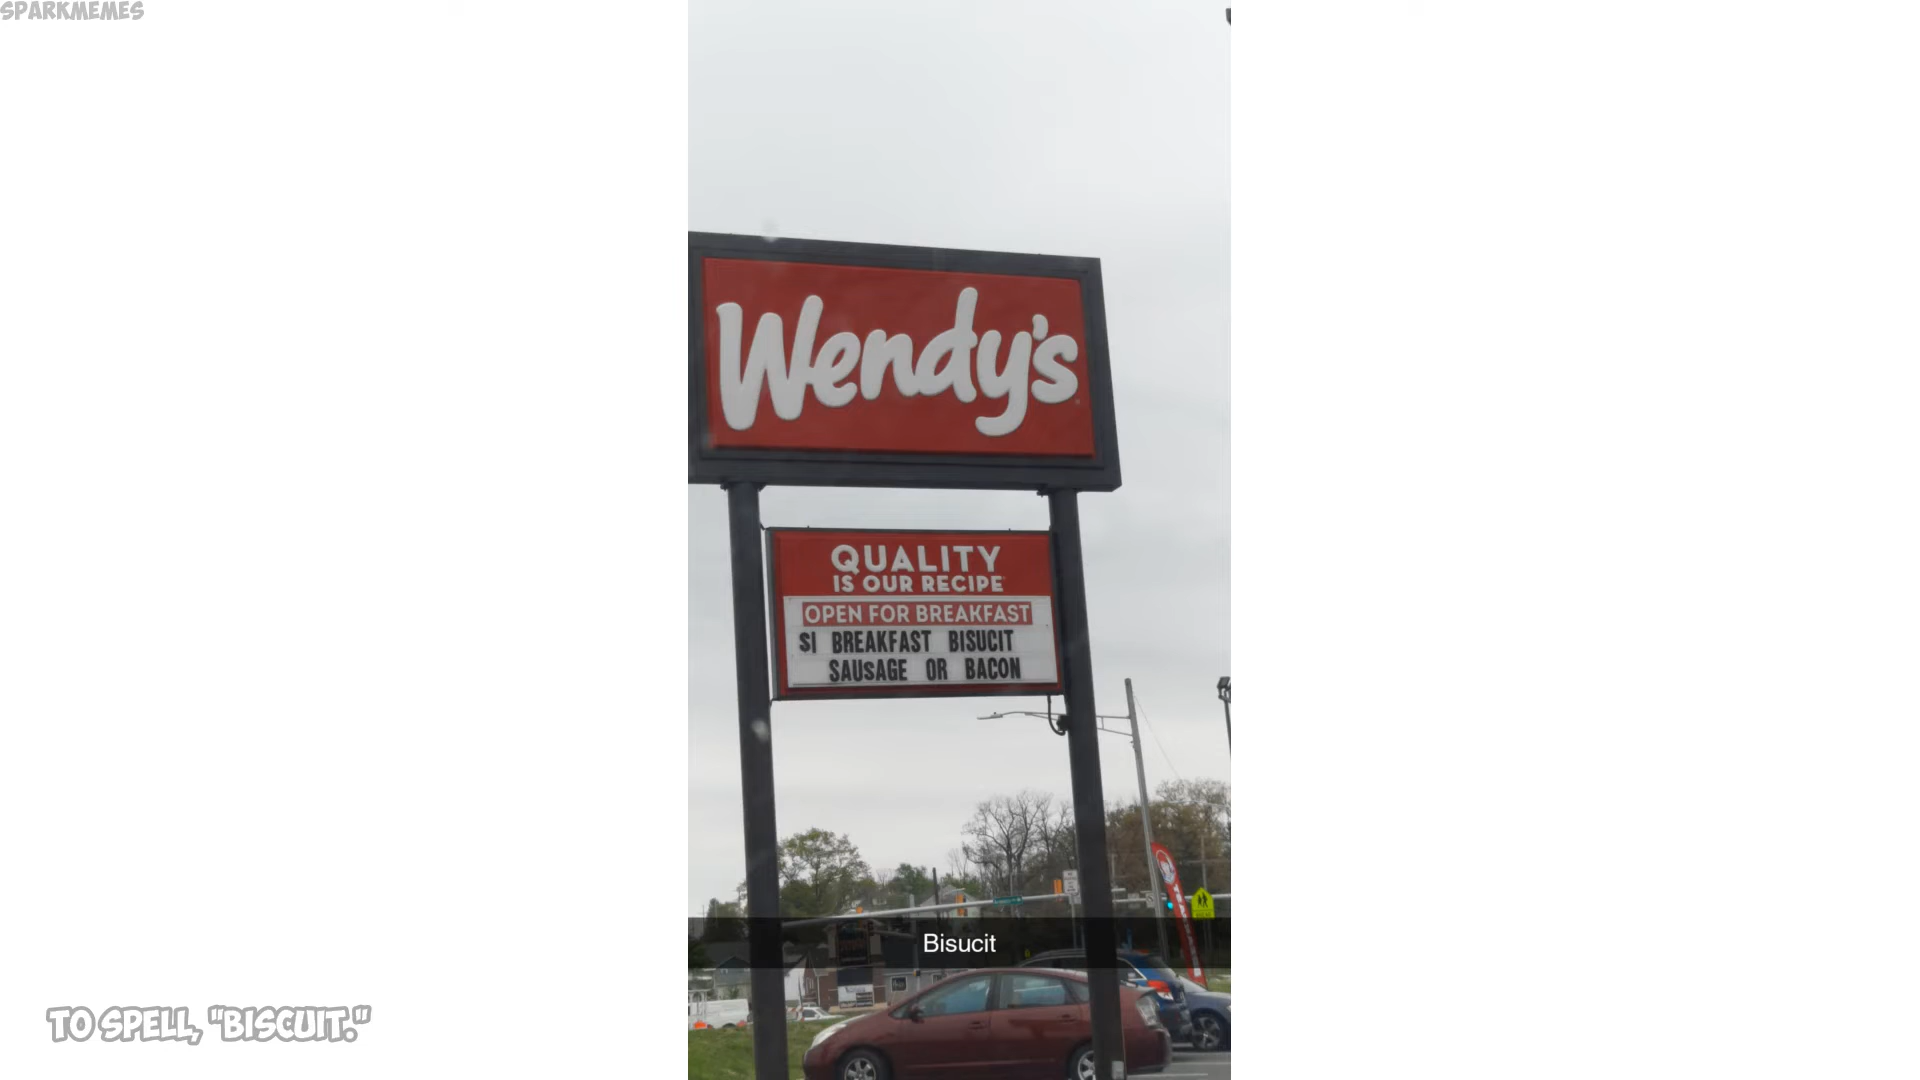 SPARKMEMES
Wendy's
QUALITY
IS OUR RECIPE
OPEN FOR BREAKFAST
$1 BREAKFAST BISUCIT
SAUSAGE OR BACON
Bisucit
TO SPELL, "BISCUIT."